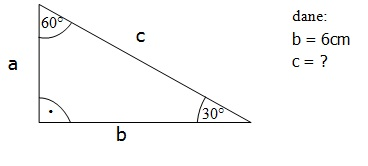 60°
c
a
30°
b
dane:
b = 6cm
c = ?